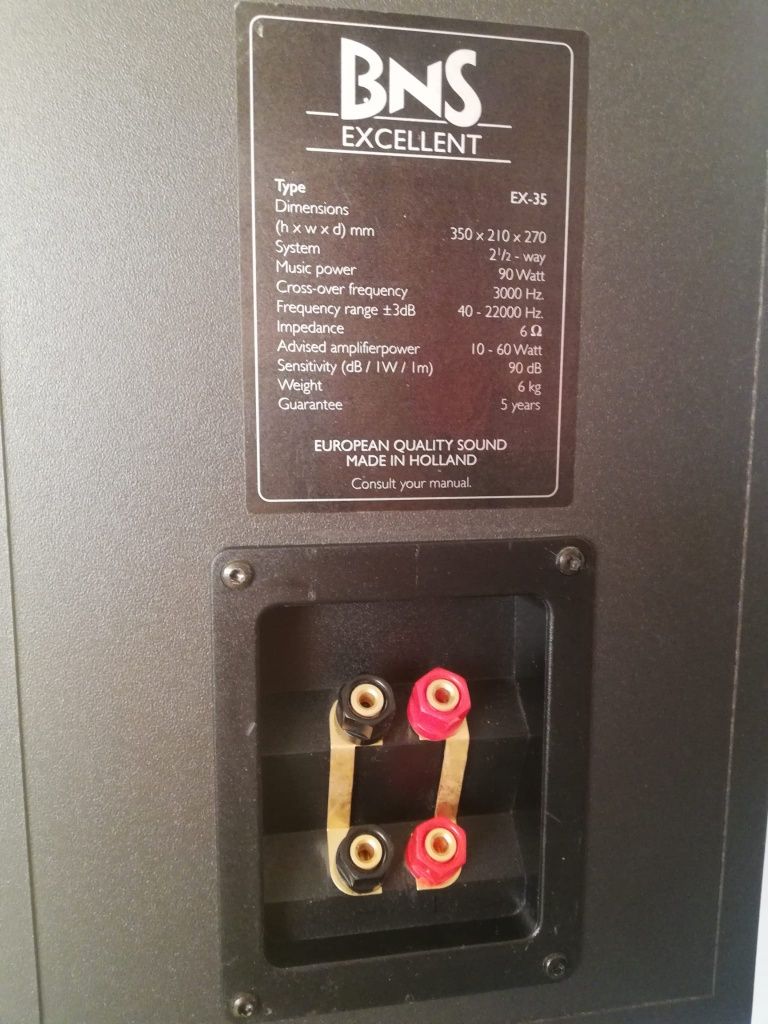 BNS
EXCELLENT
Type EX-35
Dimensions
(h x w x d) mm 350 x 210 x 270
System 2½ - way
Music power 90 Watt
Cross-over frequency 3000 Hz.
Frequency range ±3dB 40 - 22000 Hz.
Impedance 6 Ω
Advised amplifierpower 10 - 60 Watt
Sensitivity (dB / 1W / 1m) 90 dB
Weight 6 kg
Guarantee 5 years
EUROPEAN QUALITY SOUND
MADE IN HOLLAND
Consult your manual.